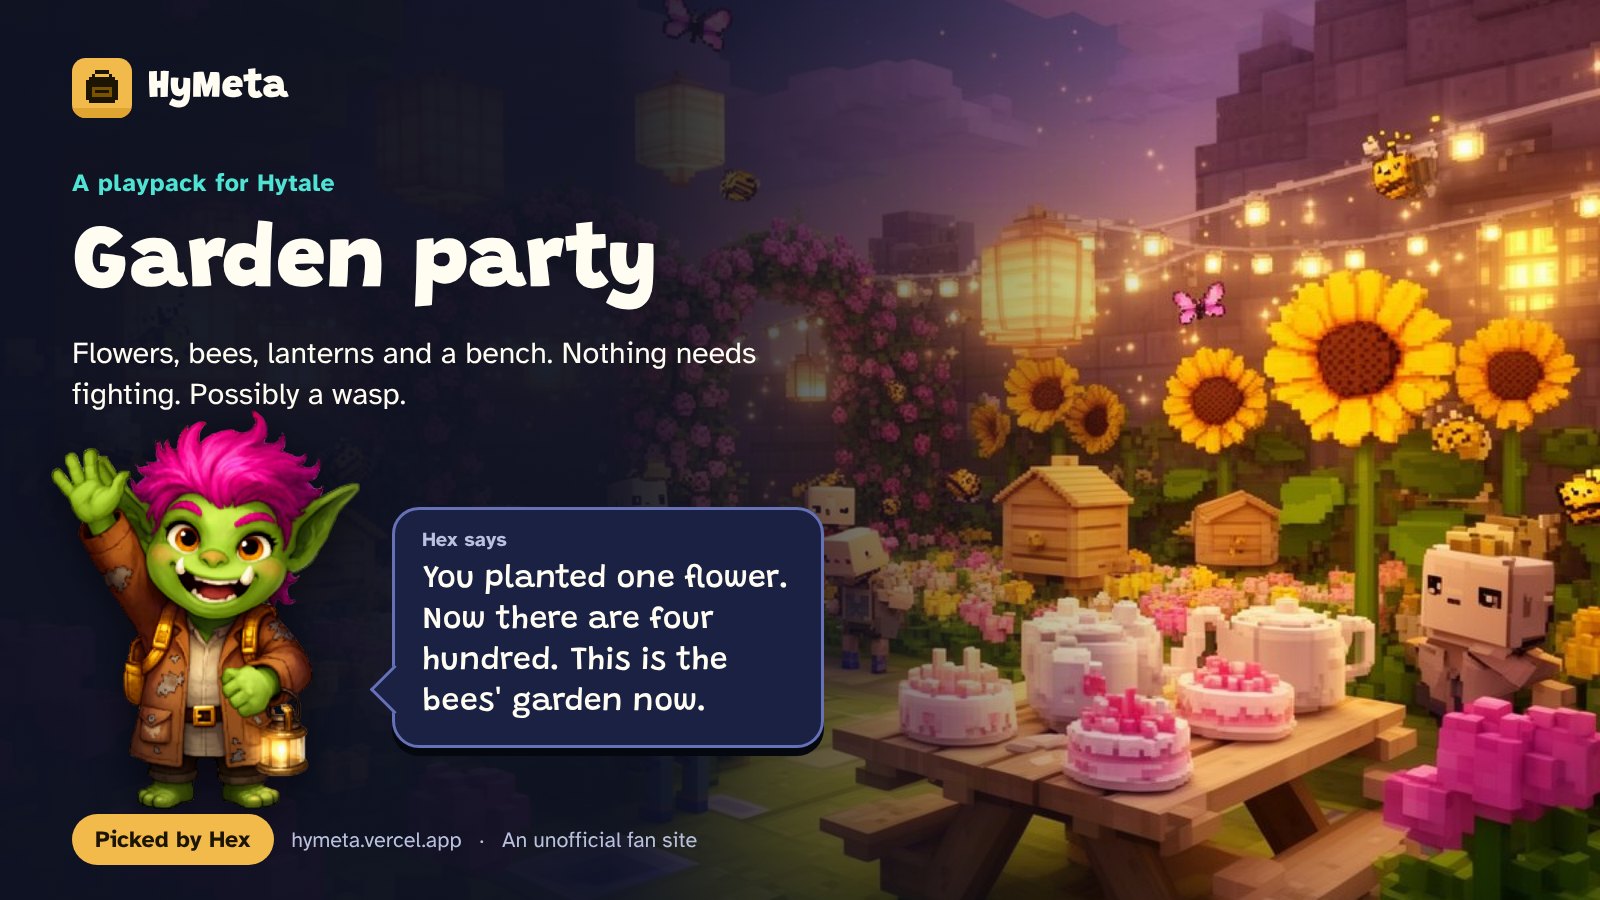 HyMeta
A playpack for Hytale
Garden party
Flowers, bees, lanterns and a bench. Nothing needs
fighting. Possibly a wasp.
Hex says
You planted one flower.
Now there are four
hundred. This is the
bees' garden now.
Picked by Hex
hymeta.vercel.app · An unofficial fan site